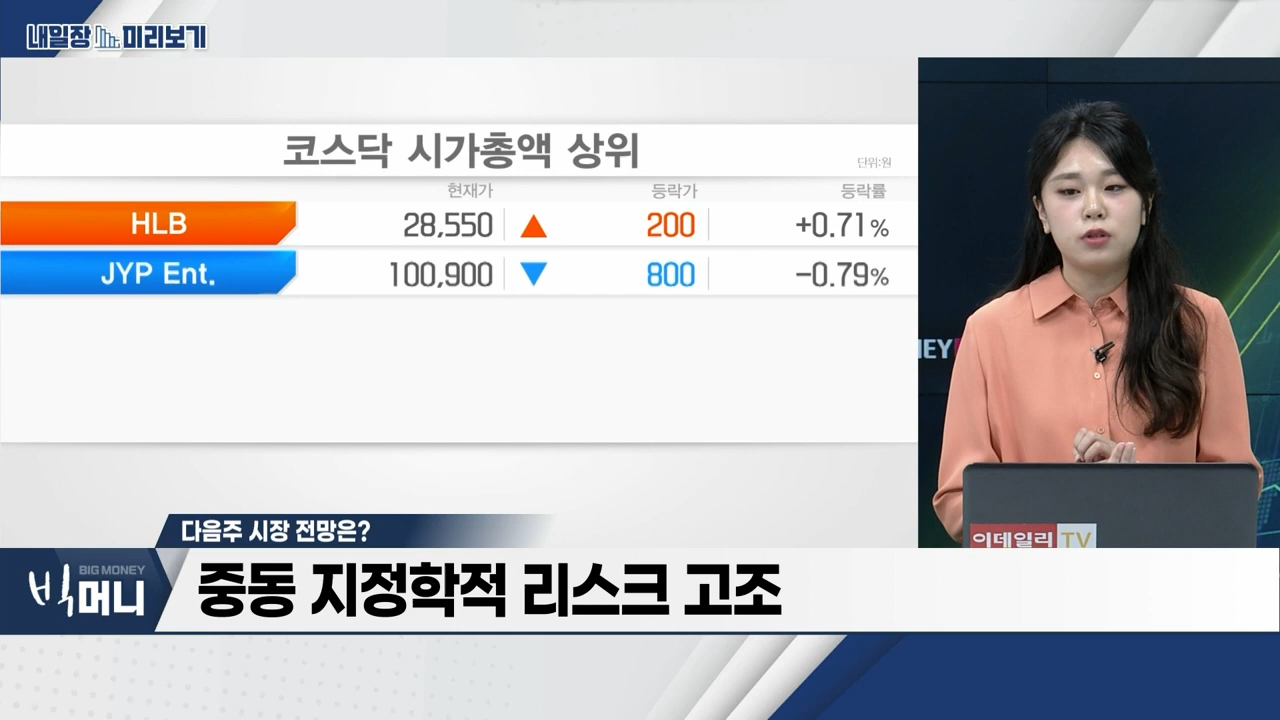 내일장 미리보기
코스닥 시가총액 상위
단위:원
현재가 등락가 등락률
HLB 28,550 ▲ 200 +0.71%
JYP Ent. 100,900 ▼ 800 -0.79%
이데일리 TV
다음주 시장 전망은?
BIG MONEY
빅머니
중동 지정학적 리스크 고조